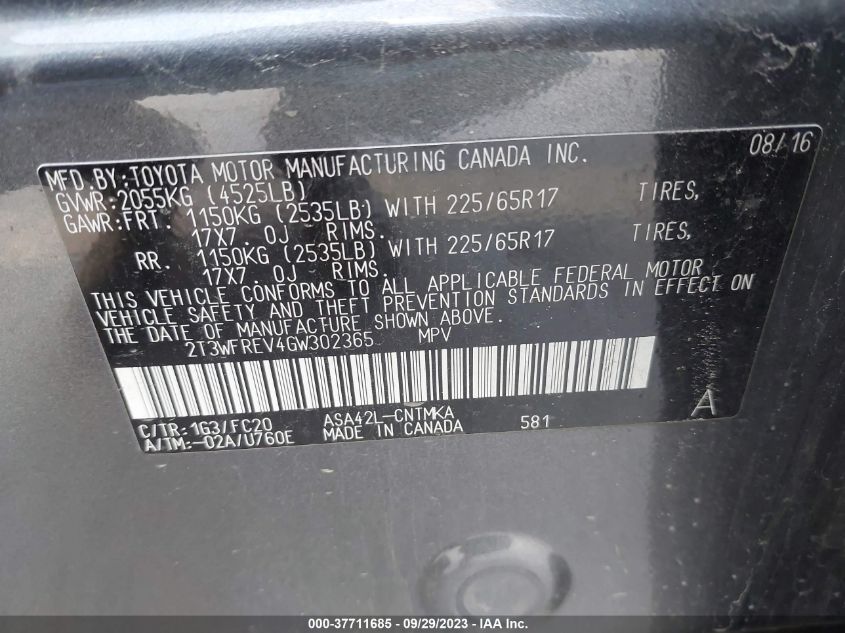 08/16
MFD.BY:TOYOTA MOTOR MANUFACTURING CANADA INC.
GVWR:2055KG (4525LB)
GAWR:FRT. 1150KG (2535LB) WITH 225/65R17 TIRES,
17X7.0J RIMS.
RR. 1150KG (2535LB) WITH 225/65R17 TIRES,
17X7.0J RIMS.
THIS VEHICLE CONFORMS TO ALL APPLICABLE FEDERAL MOTOR
VEHICLE SAFETY AND THEFT PREVENTION STANDARDS IN EFFECT ON
THE DATE OF MANUFACTURE SHOWN ABOVE.
2T3WFREV4GW302365 MPV
C/TR:1G3/FC20 ASA42L-CNTMKA 581 A
A/TM:-02A/U760E MADE IN CANADA
000-37711685 - 09/29/2023 - IAA Inc.